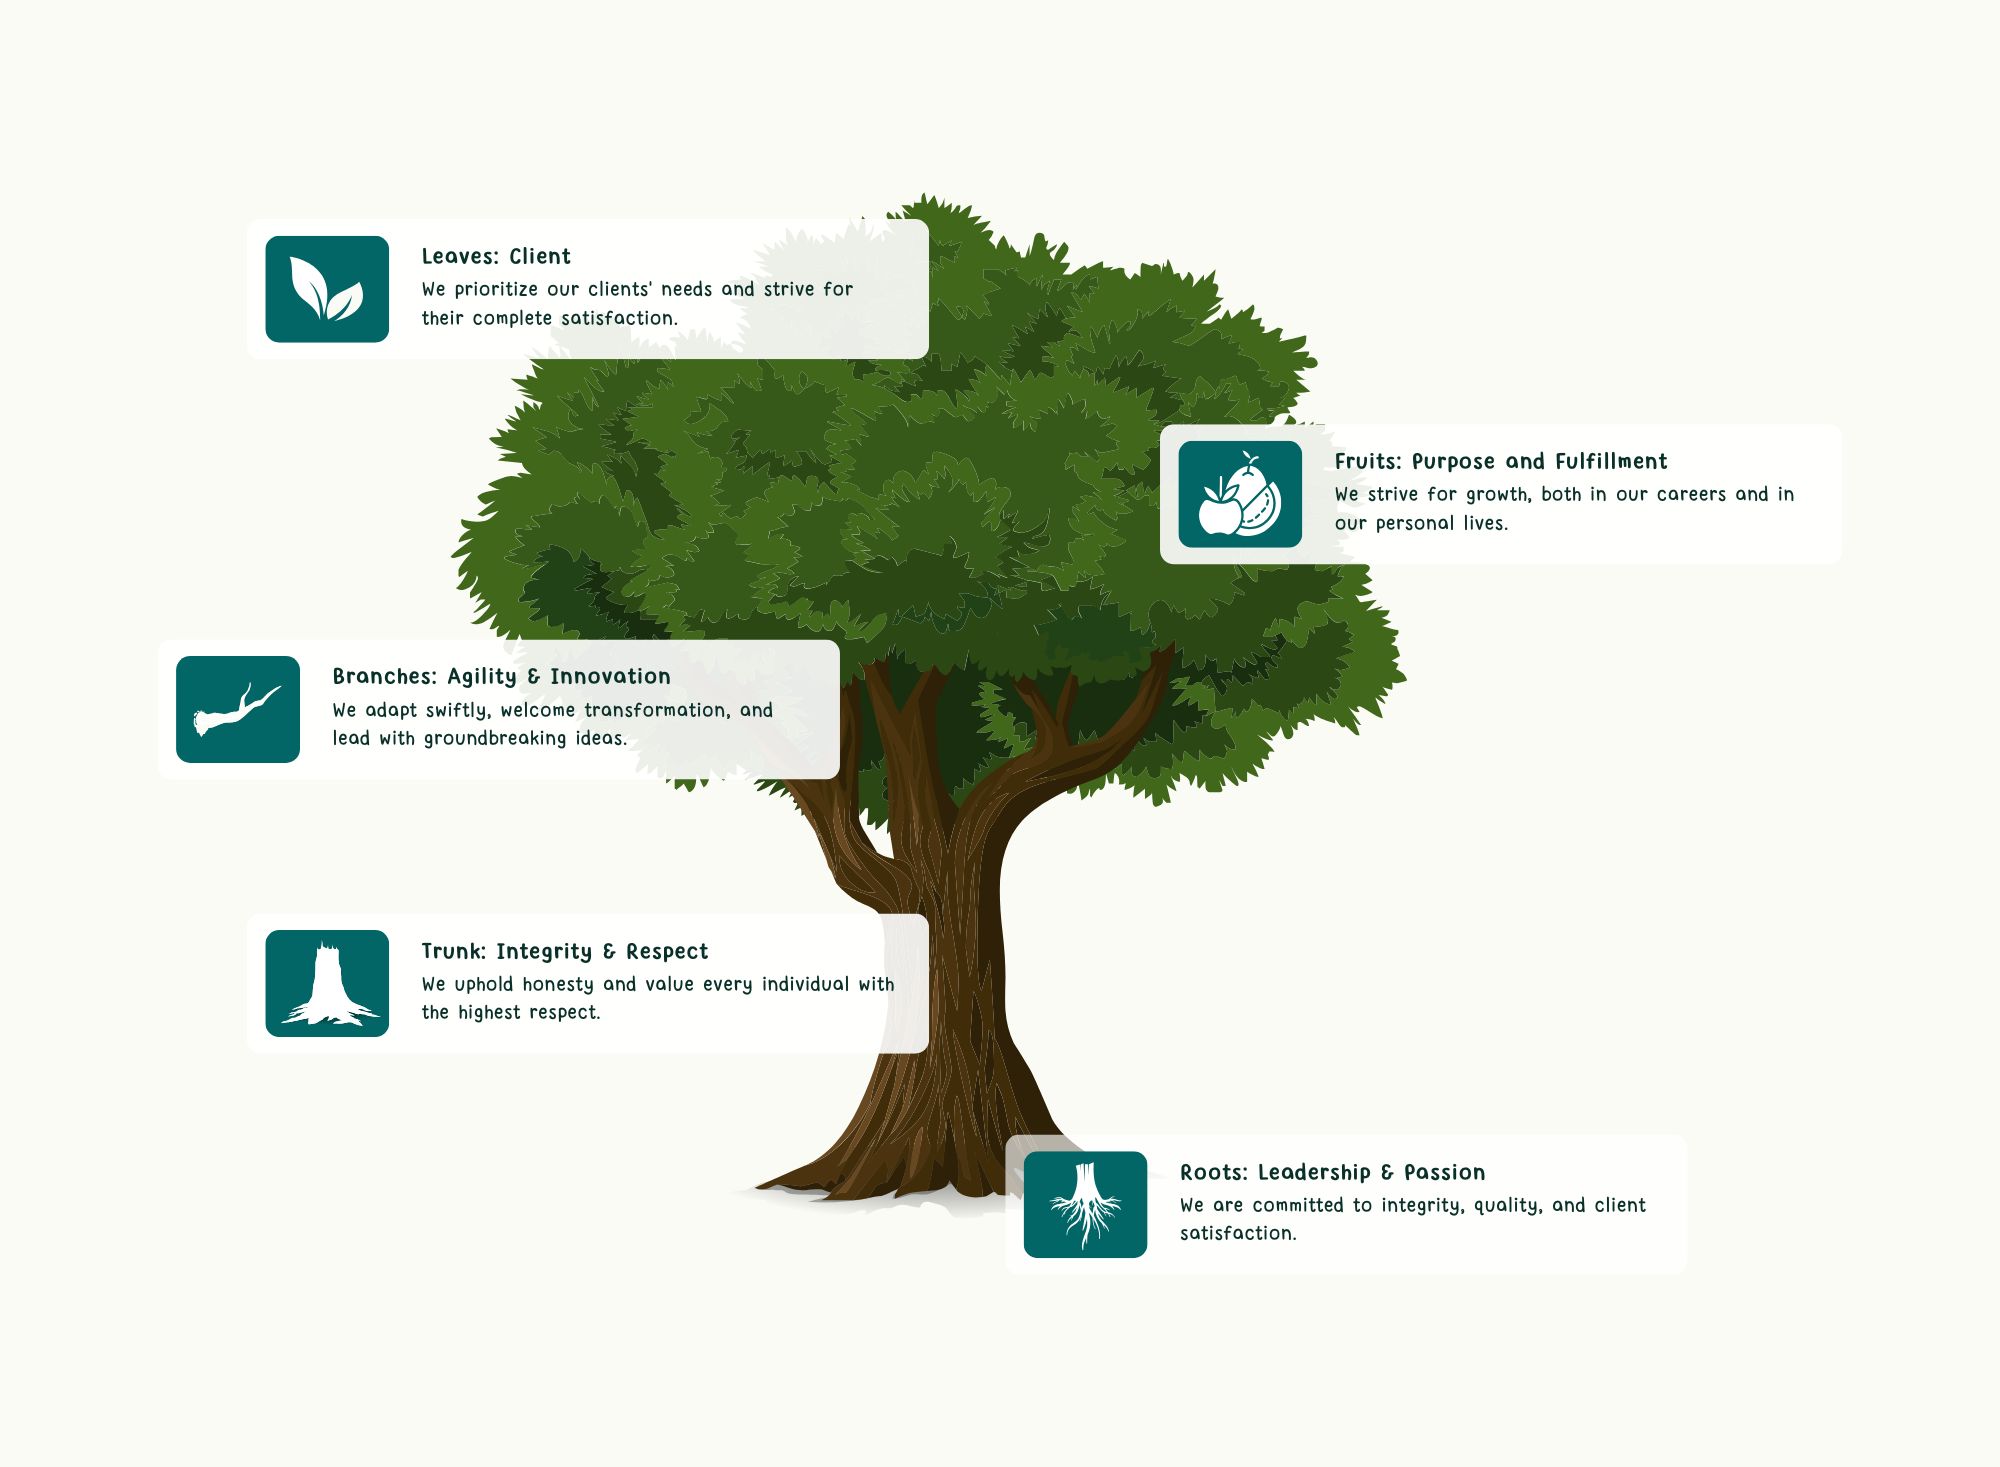 Leaves: Client
We prioritize our clients' needs and strive for
their complete satisfaction.
Fruits: Purpose and Fulfillment
We strive for growth, both in our careers and in
our personal lives.
Branches: Agility & Innovation
We adapt swiftly, welcome transformation, and
lead with groundbreaking ideas.
Trunk: Integrity & Respect
We uphold honesty and value every individual with
the highest respect.
Roots: Leadership & Passion
We are committed to integrity, quality, and client
satisfaction.